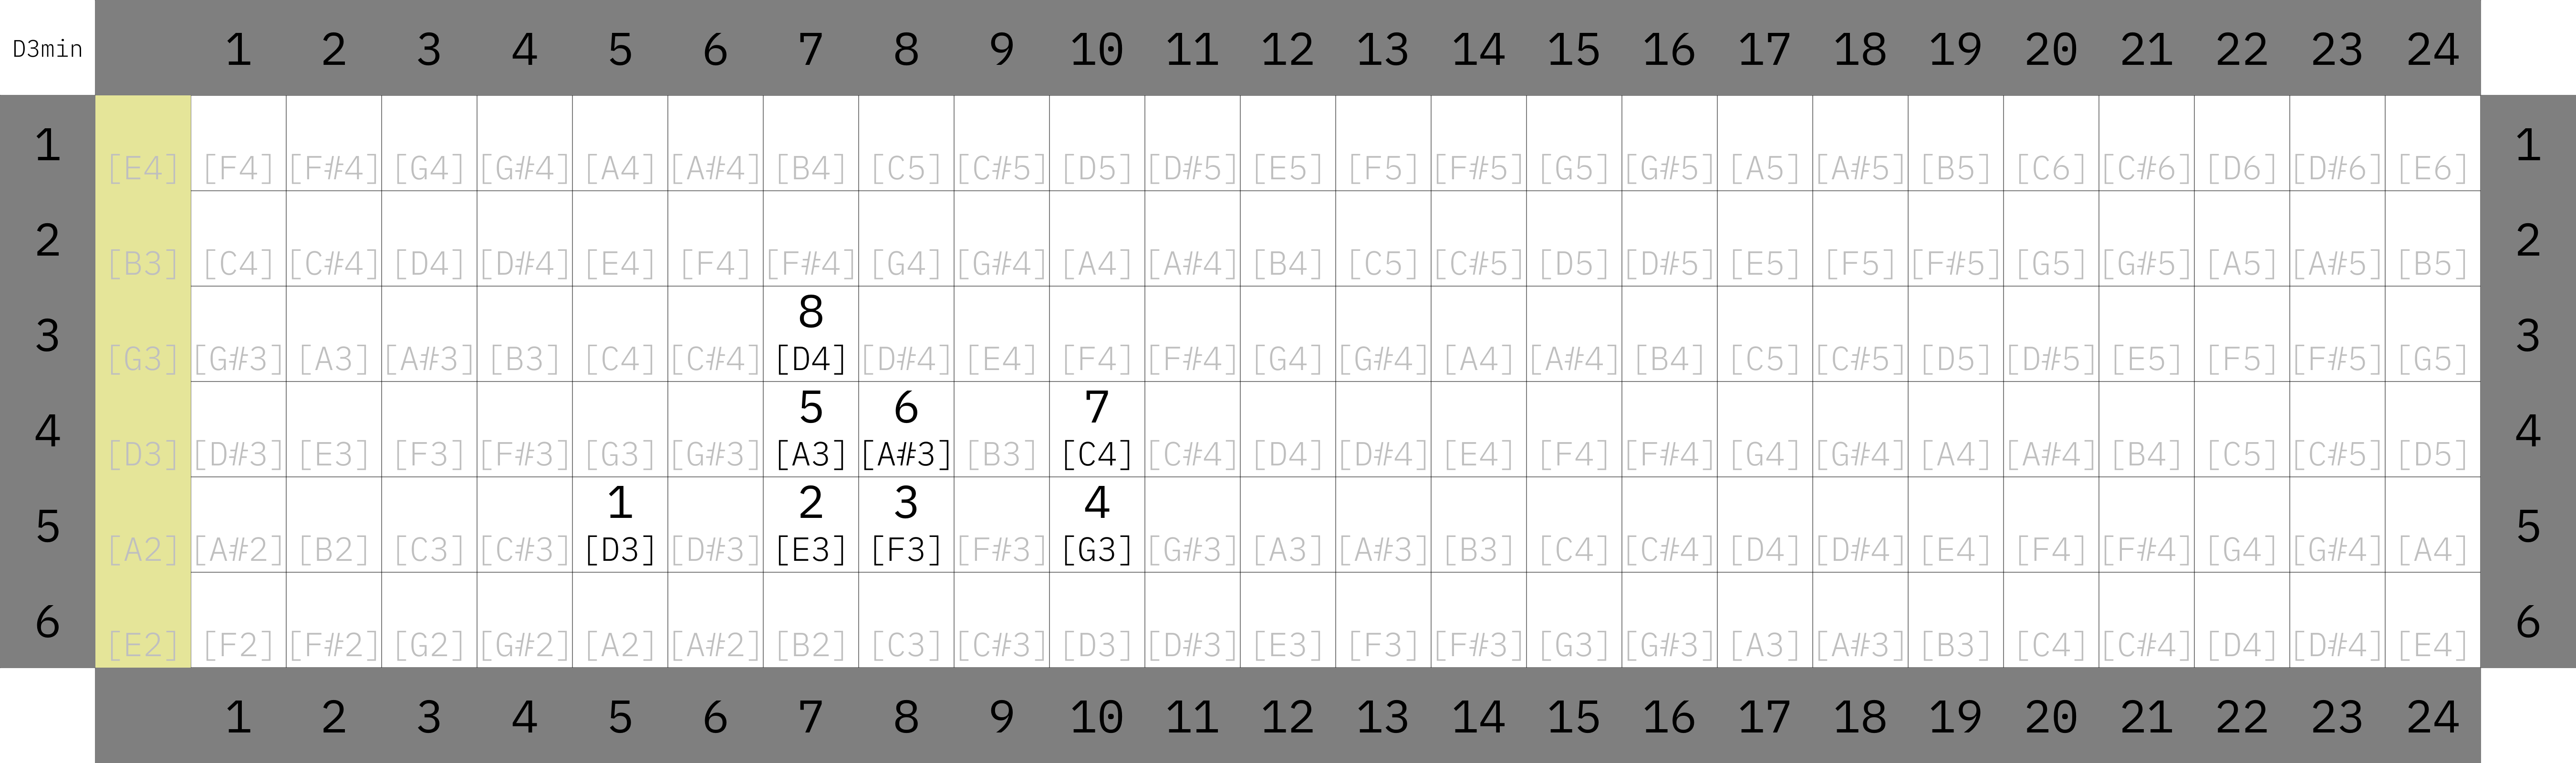 D3min 1 2 3 4 5 6 7 8 9 10 11 12 13 14 15 16 17 18 19 20 21 22 23 24
1 [E4] [F4] [F#4] [G4] [G#4] [A4] [A#4] [B4] [C5] [C#5] [D5] [D#5] [E5] [F5] [F#5] [G5] [G#5] [A5] [A#5] [B5] [C6] [C#6] [D6] [D#6] [E6] 1
2 [B3] [C4] [C#4] [D4] [D#4] [E4] [F4] [F#4] [G4] [G#4] [A4] [A#4] [B4] [C5] [C#5] [D5] [D#5] [E5] [F5] [F#5] [G5] [G#5] [A5] [A#5] [B5] 2
8
3 [G3] [G#3] [A3] [A#3] [B3] [C4] [C#4] [D4] [D#4] [E4] [F4] [F#4] [G4] [G#4] [A4] [A#4] [B4] [C5] [C#5] [D5] [D#5] [E5] [F5] [F#5] [G5] 3
5 6 7
4 [D3] [D#3] [E3] [F3] [F#3] [G3] [G#3] [A3] [A#3] [B3] [C4] [C#4] [D4] [D#4] [E4] [F4] [F#4] [G4] [G#4] [A4] [A#4] [B4] [C5] [C#5] [D5] 4
1 2 3 4
5 [A2] [A#2] [B2] [C3] [C#3] [D3] [D#3] [E3] [F3] [F#3] [G3] [G#3] [A3] [A#3] [B3] [C4] [C#4] [D4] [D#4] [E4] [F4] [F#4] [G4] [G#4] [A4] 5
6 [E2] [F2] [F#2] [G2] [G#2] [A2] [A#2] [B2] [C3] [C#3] [D3] [D#3] [E3] [F3] [F#3] [G3] [G#3] [A3] [A#3] [B3] [C4] [C#4] [D4] [D#4] [E4] 6
1 2 3 4 5 6 7 8 9 10 11 12 13 14 15 16 17 18 19 20 21 22 23 24